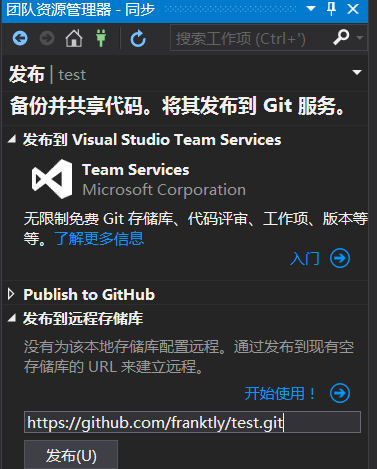 团队资源管理器 - 同步
搜索工作项 (Ctrl+')
发布 | test
备份并共享代码。将其发布到 Git 服务。
发布到 Visual Studio Team Services
Team Services
Microsoft Corporation
无限制免费 Git 存储库、代码评审、工作项、版本等
等。了解更多信息
入门
Publish to GitHub
发布到远程存储库
没有为该本地存储库配置远程。通过发布到现有空
存储库的 URL 来建立远程。
开始使用！
https://github.com/franktly/test.git
发布(U)